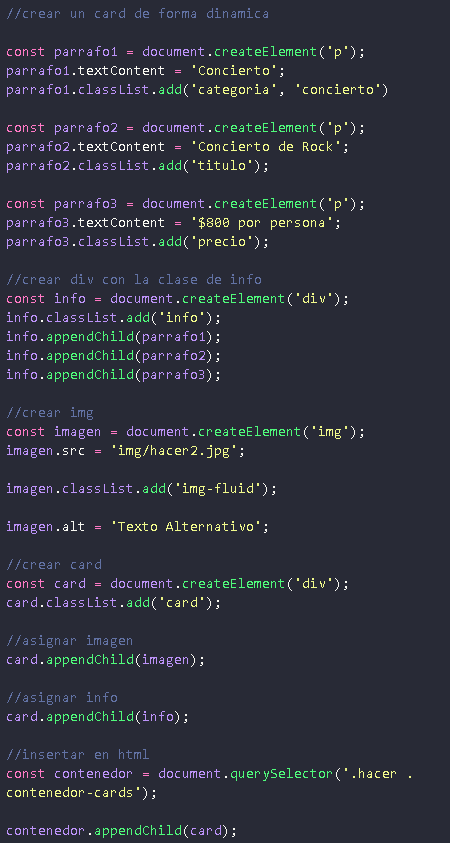 //crear un card de forma dinamica
const parrafo1 = document.createElement('p');
parrafo1.textContent = 'Concierto';
parrafo1.classList.add('categoria', 'concierto')
const parrafo2 = document.createElement('p');
parrafo2.textContent = 'Concierto de Rock';
parrafo2.classList.add('titulo');
const parrafo3 = document.createElement('p');
parrafo3.textContent = '$800 por persona';
parrafo3.classList.add('precio');
//crear div con la clase de info
const info = document.createElement('div');
info.classList.add('info');
info.appendChild(parrafo1);
info.appendChild(parrafo2);
info.appendChild(parrafo3);
//crear img
const imagen = document.createElement('img');
imagen.src = 'img/hacer2.jpg';
imagen.classList.add('img-fluid');
imagen.alt = 'Texto Alternativo';
//crear card
const card = document.createElement('div');
card.classList.add('card');
//asignar imagen
card.appendChild(imagen);
//asignar info
card.appendChild(info);
//insertar en html
const contenedor = document.querySelector('.hacer .
contenedor-cards');
contenedor.appendChild(card);